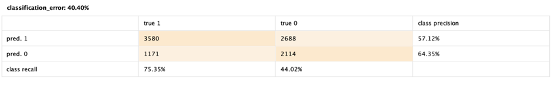 classification_error: 40.40%
true 1 true 0 class precision
pred. 1 3580 2688 57.12%
pred. 0 1171 2114 64.35%
class recall 75.35% 44.02%